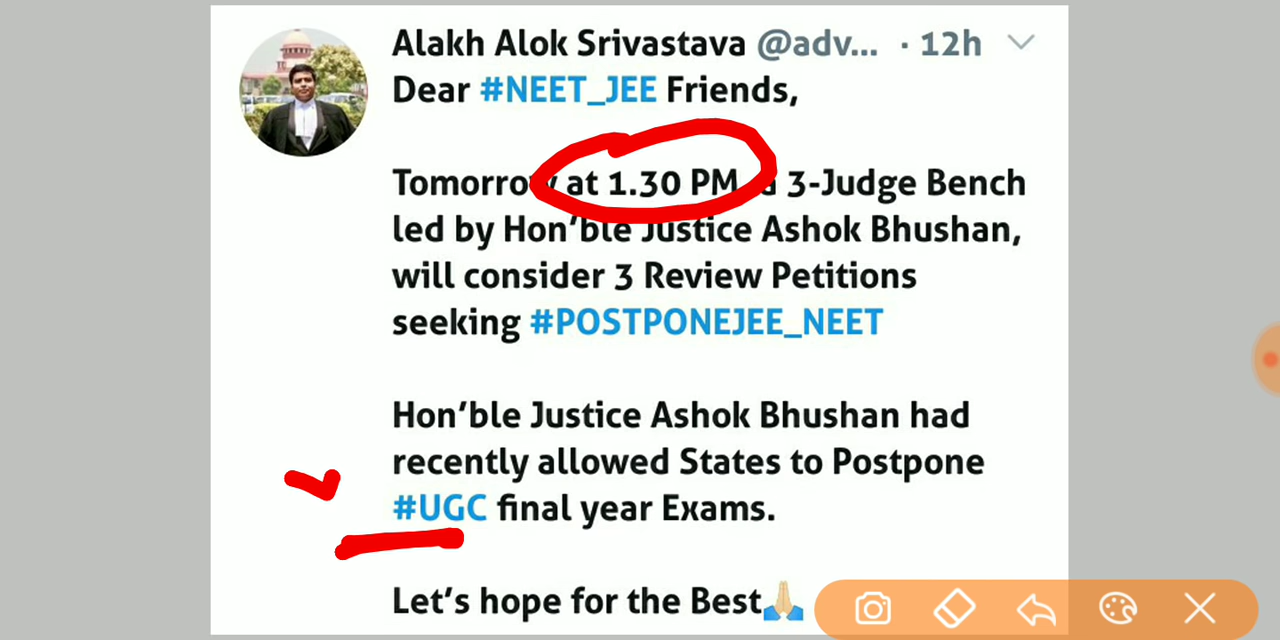 Alakh Alok Srivastava @adv... · 12h
Dear #NEET_JEE Friends,
Tomorrow at 1.30 PM a 3-Judge Bench
led by Hon'ble Justice Ashok Bhushan,
will consider 3 Review Petitions
seeking #POSTPONEJEE_NEET
Hon'ble Justice Ashok Bhushan had
recently allowed States to Postpone
#UGC final year Exams.
Let's hope for the Best🙏